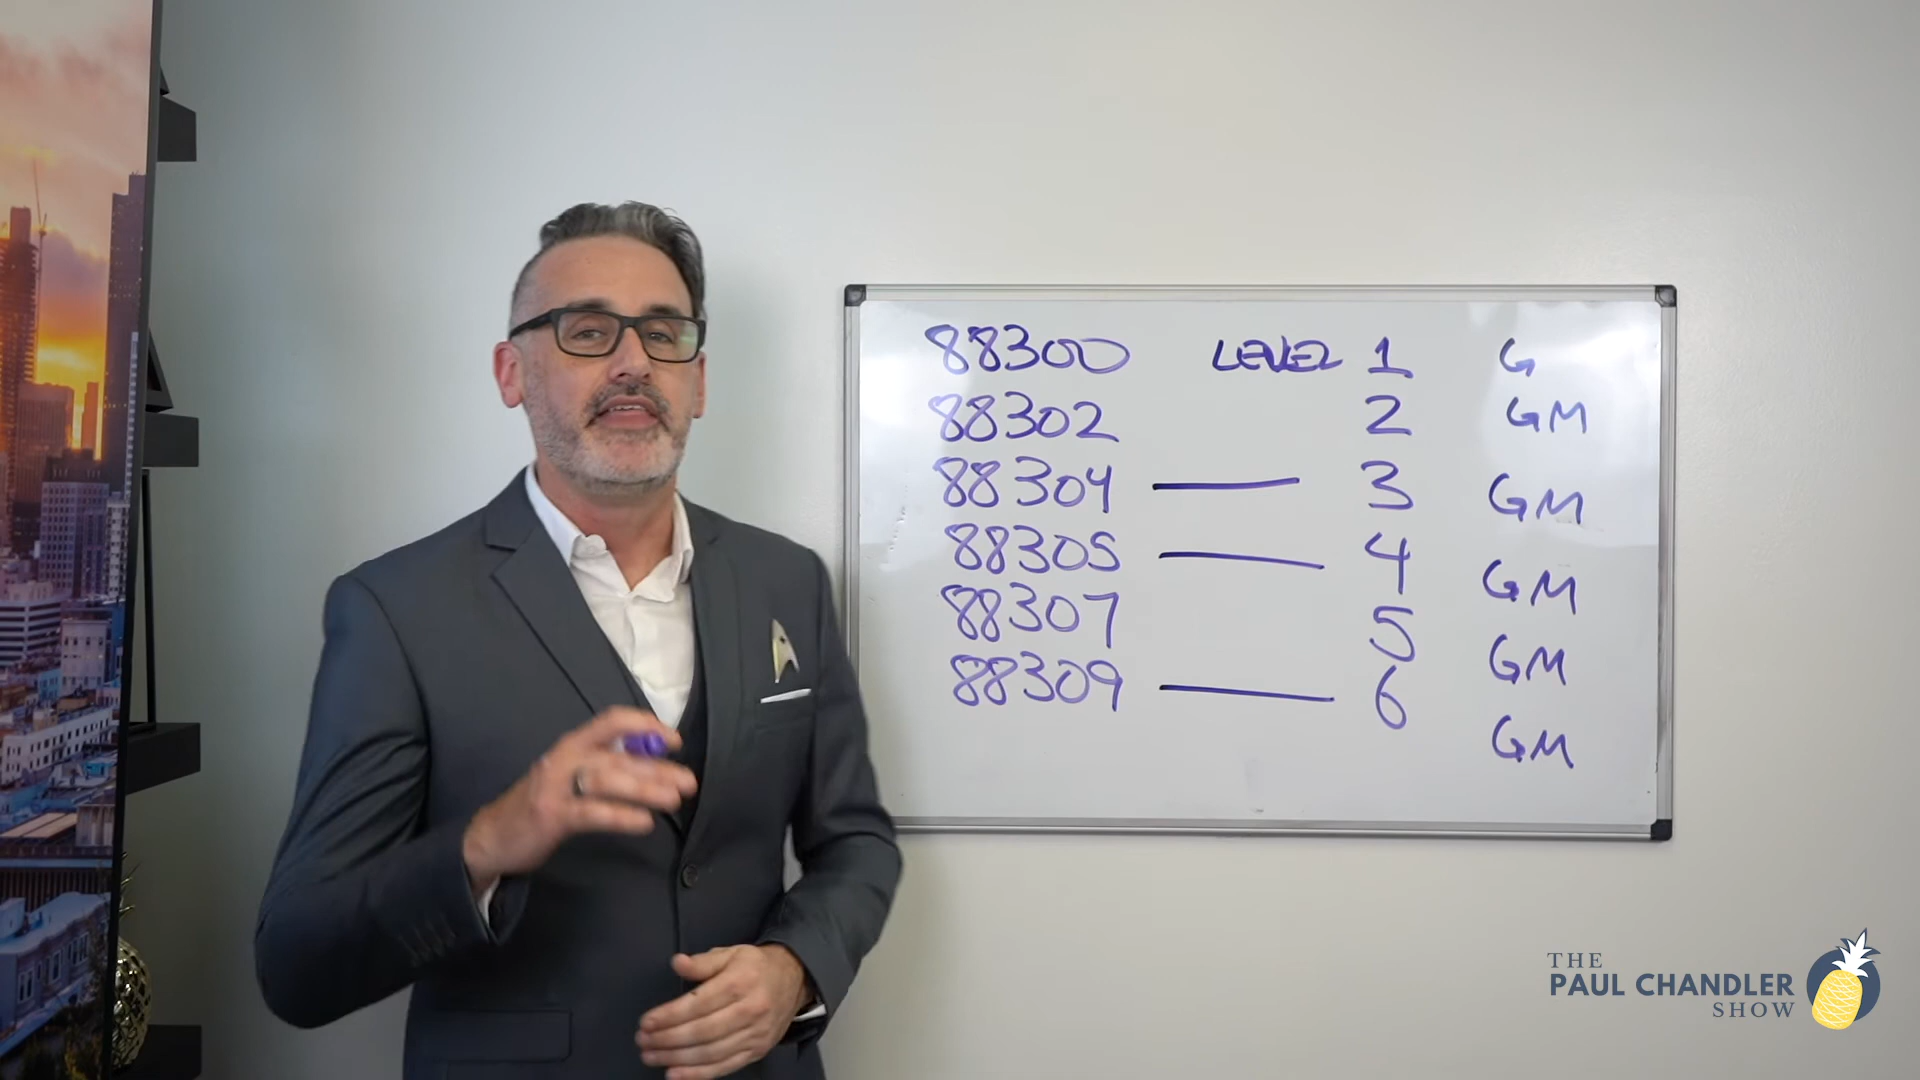 88300 LEVEL 1 G
88302 2 GM
88304 3 GM
88305 4 GM
88307 5 GM
88309 6 GM
THE
PAUL CHANDLER
SHOW